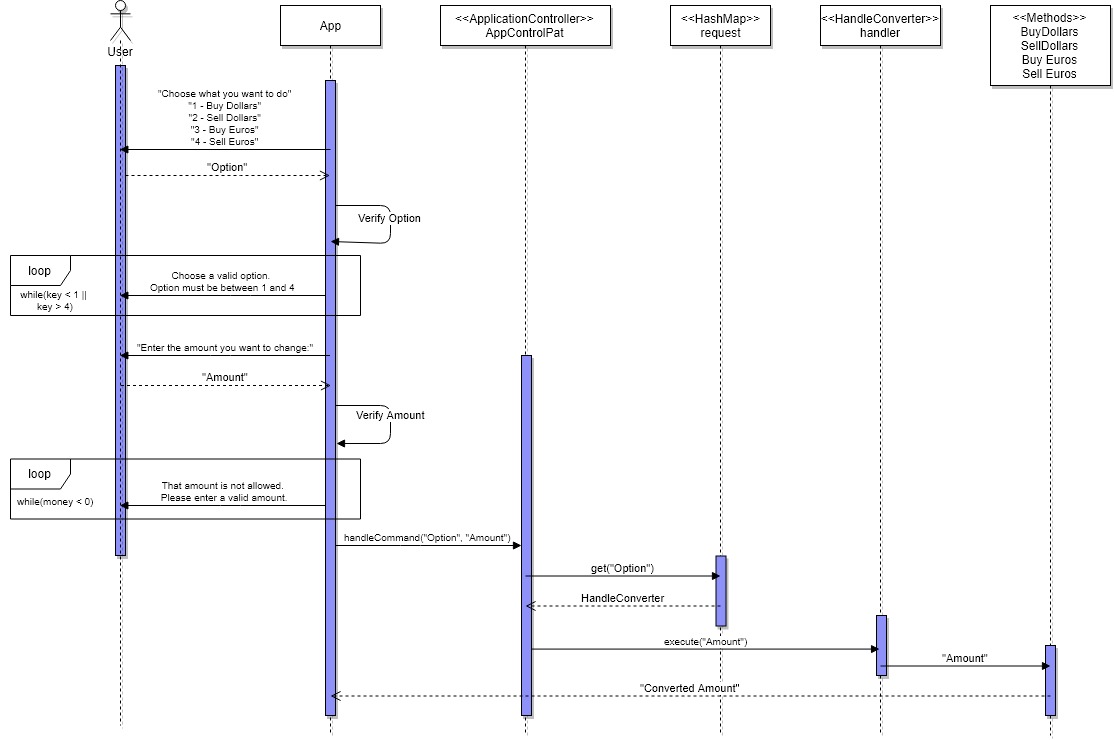 User
App
<<ApplicationController>>
AppControlPat
<<HashMap>>
request
<<HandleConverter>>
handler
<<Methods>>
BuyDollars
SellDollars
Buy Euros
Sell Euros
"Choose what you want to do"
"1 - Buy Dollars"
"2 - Sell Dollars"
"3 - Buy Euros"
"4 - Sell Euros"
"Option"
Verify Option
loop
while(key < 1 ||
key > 4)
Choose a valid option.
Option must be between 1 and 4
"Enter the amount you want to change:"
"Amount"
Verify Amount
loop
while(money < 0)
That amount is not allowed.
Please enter a valid amount.
handleCommand("Option", "Amount")
get("Option")
HandleConverter
execute("Amount")
"Amount"
"Converted Amount"